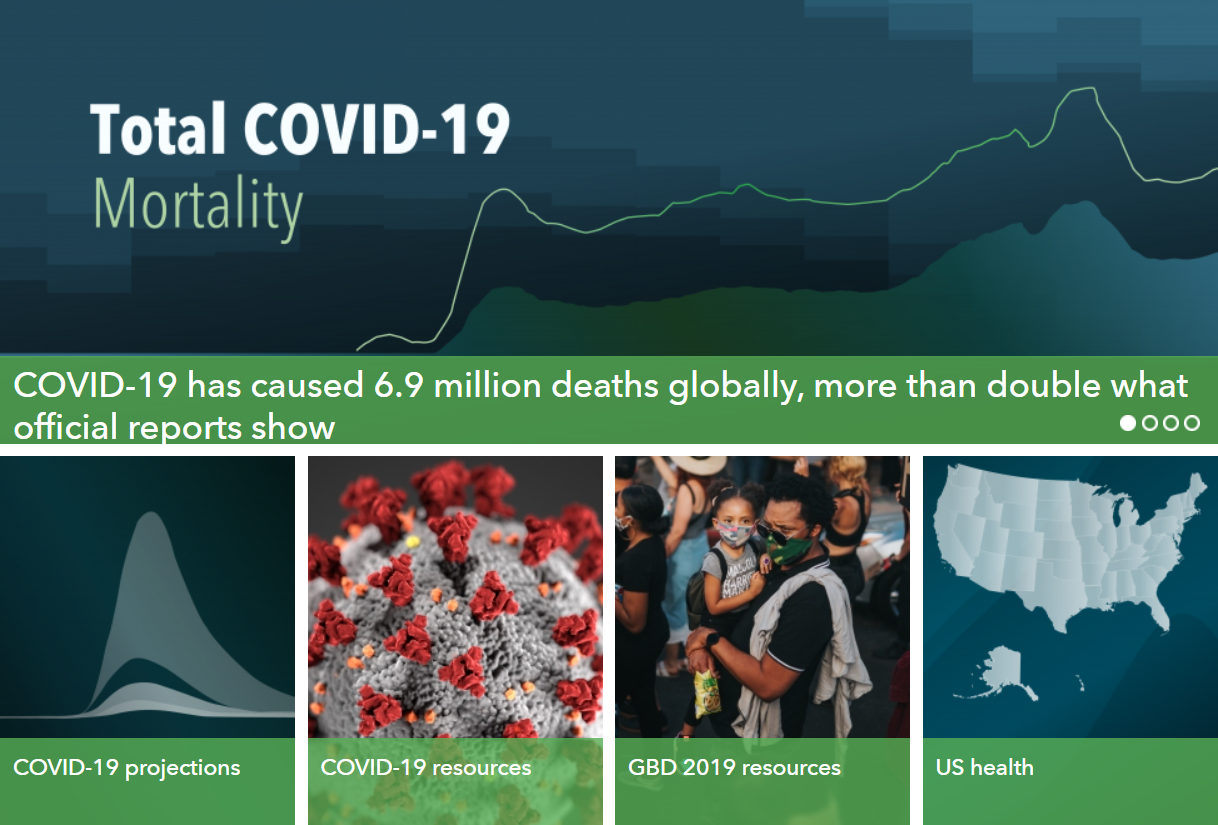 Total COVID-19
Mortality
COVID-19 has caused 6.9 million deaths globally, more than double what
official reports show
COVID-19 projections
COVID-19 resources
GBD 2019 resources
US health